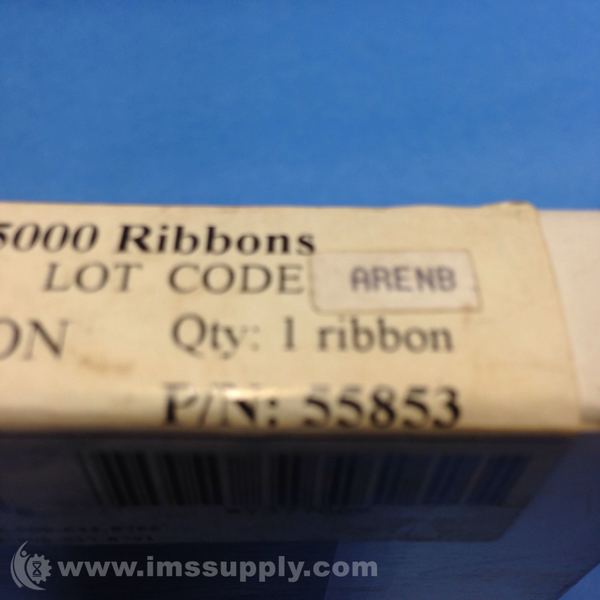 5000 Ribbons
LOT CODE ARENB
ON Qty: 1 ribbon
P/N: 55853
www.imssupply.com